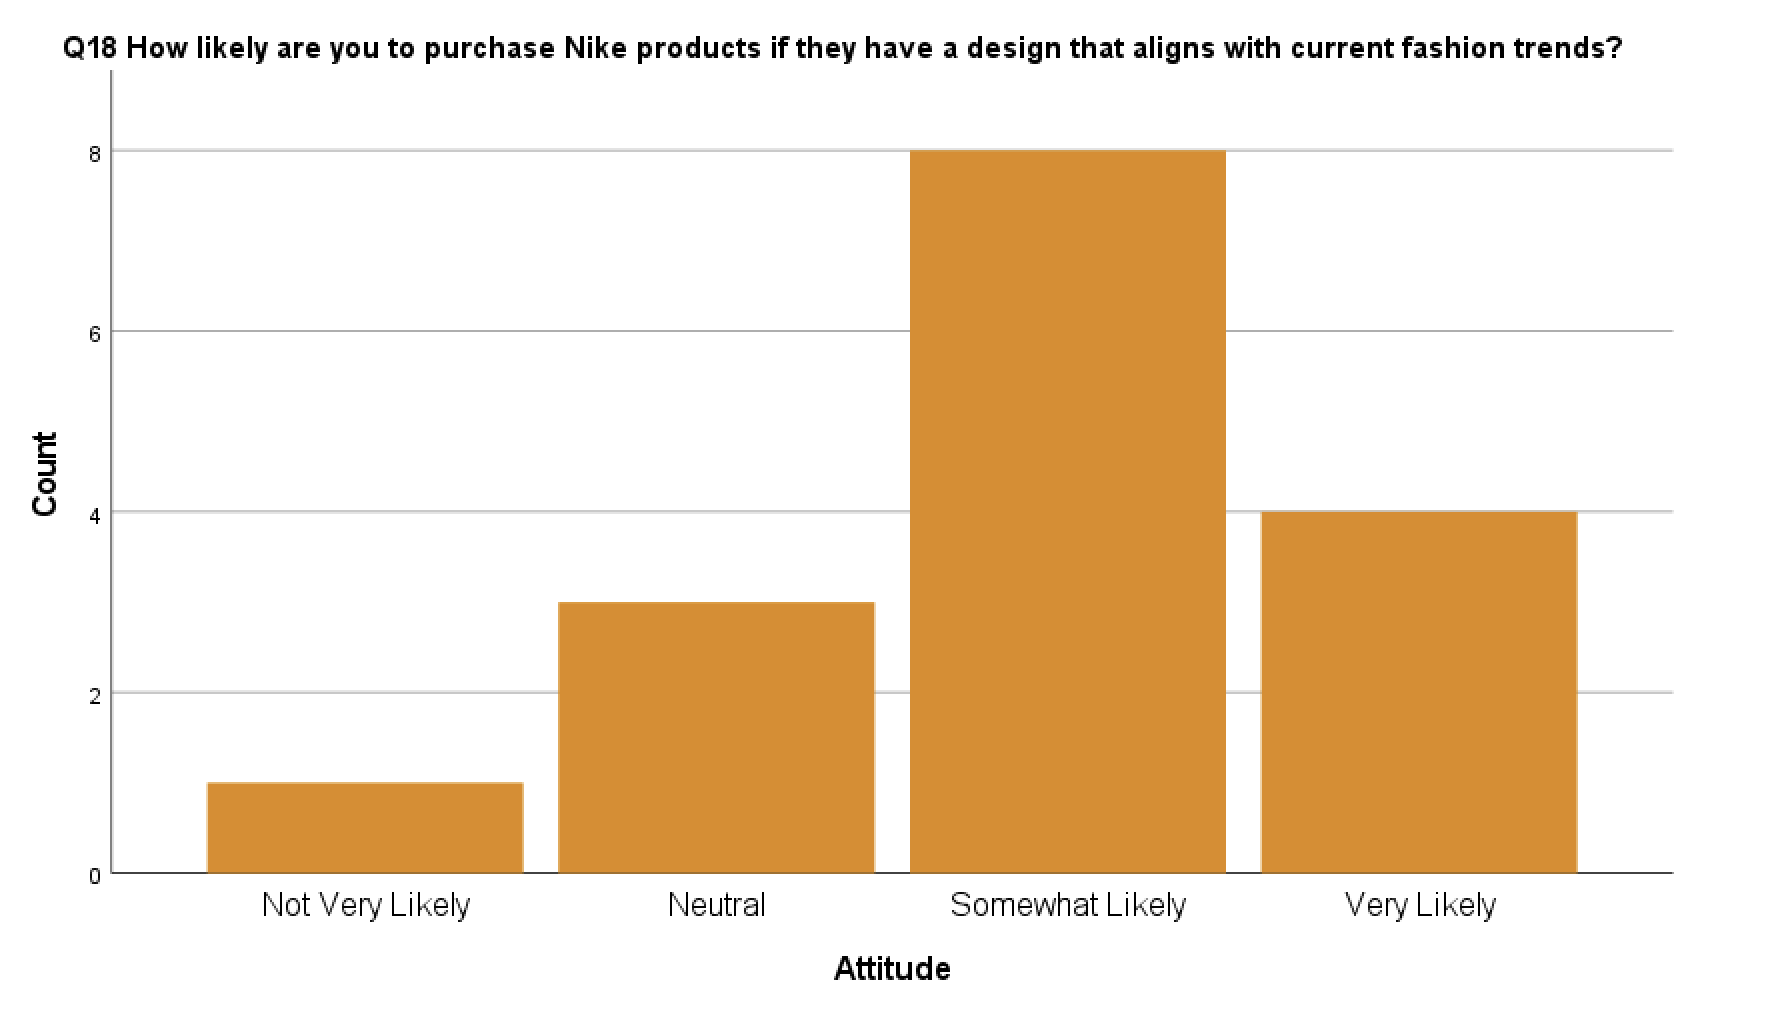 Q18 How likely are you to purchase Nike products if they have a design that aligns with current fashion trends?
8
6
4
2
0
Count
Not Very Likely
Neutral
Somewhat Likely
Very Likely
Attitude